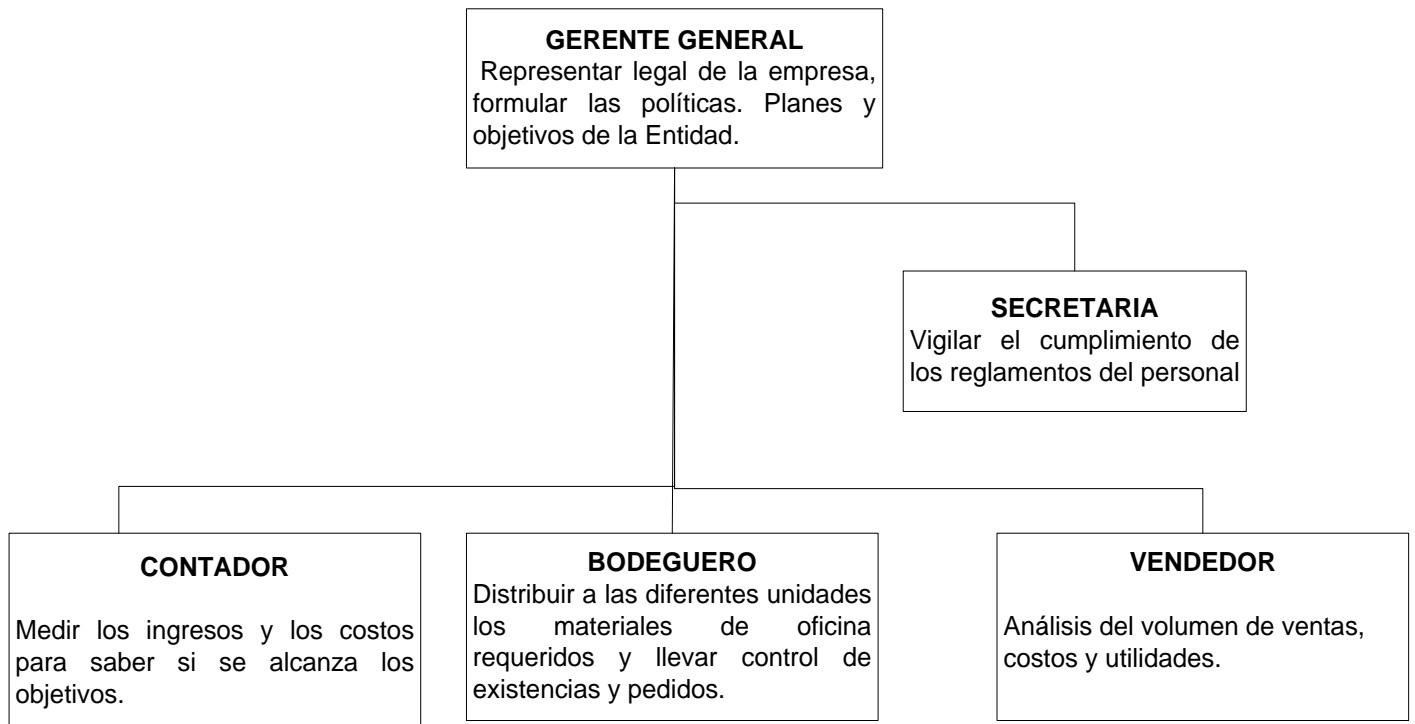 GERENTE GENERAL
Representar legal de la empresa,
formular las políticas. Planes y
objetivos de la Entidad.
SECRETARIA
Vigilar el cumplimiento de
los reglamentos del personal
CONTADOR
Medir los ingresos y los costos
para saber si se alcanza los
objetivos.
BODEGUERO
Distribuir a las diferentes unidades
los materiales de oficina
requeridos y llevar control de
existencias y pedidos.
VENDEDOR
Análisis del volumen de ventas,
costos y utilidades.